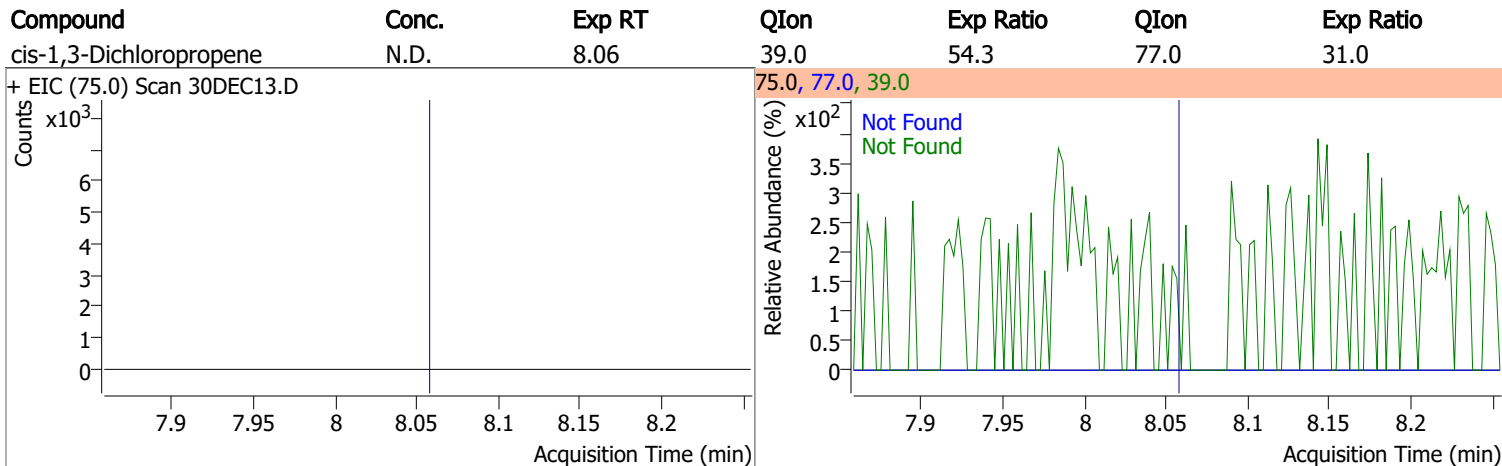 Compound Conc. Exp RT QIon Exp Ratio QIon Exp Ratio
cis-1,3-Dichloropropene N.D. 8.06 39.0 54.3 77.0 31.0
+ EIC (75.0) Scan 30DEC13.D
Counts
x10³
6
5
4
3
2
1
0
7.9 7.95 8 8.05 8.1 8.15 8.2
Acquisition Time (min)
75.0, 77.0, 39.0
Relative Abundance (%)
x10²
Not Found
Not Found
3.5
3
2.5
2
1.5
1
0.5
0
7.9 7.95 8 8.05 8.1 8.15 8.2
Acquisition Time (min)